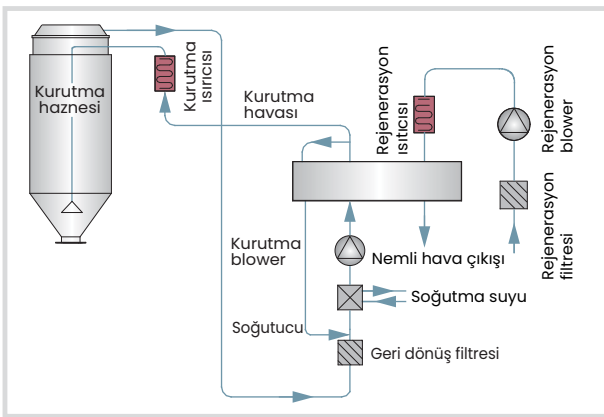 Kurutma
haznesi
Kurutma
ısırıcısı
Kurutma
havası
Rejenerasyon
ısıtıcısı
Rejenerasyon
blower
Rejenerasyon
filtresi
Kurutma
blower
Nemli hava çıkışı
Soğutma suyu
Soğutucu
Geri dönüş filtresi